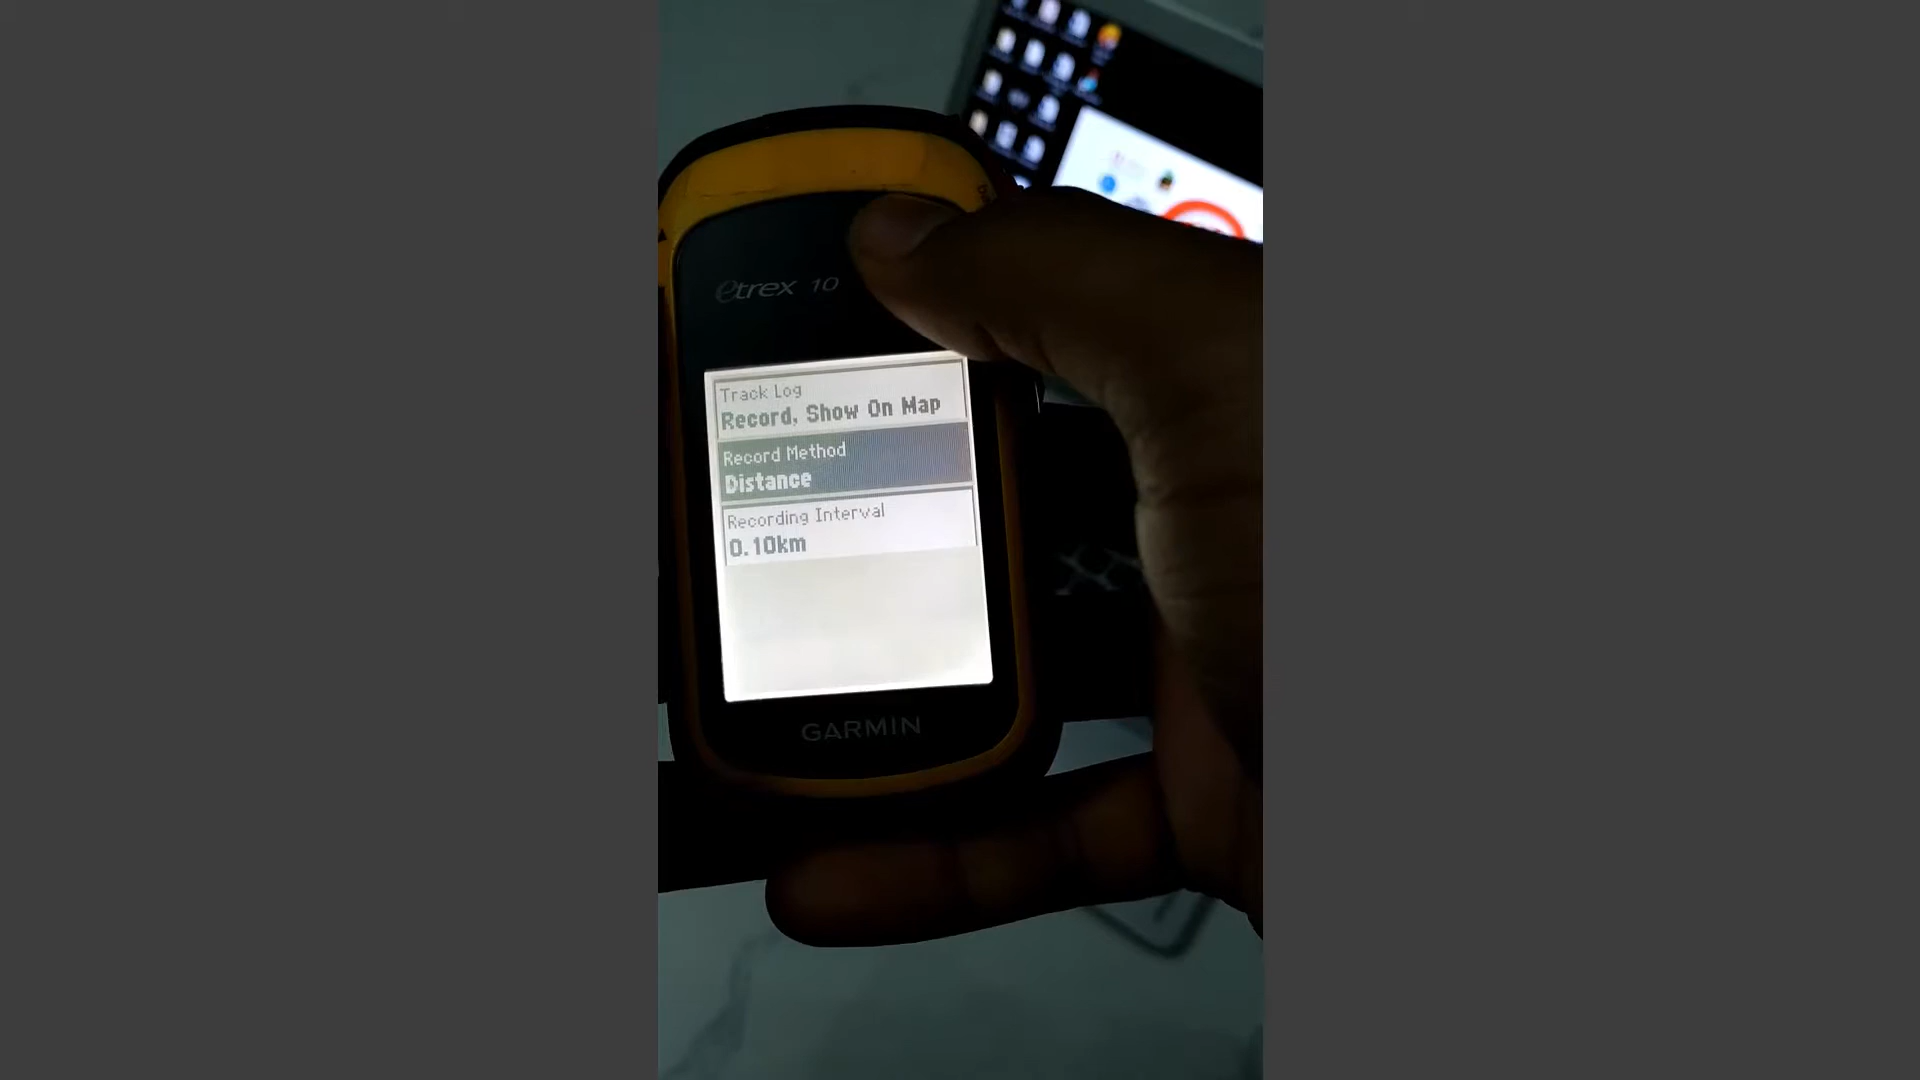 etrex 10
Track Log
Record, Show On Map
Record Method
Distance
Recording Interval
0.10km
GARMIN